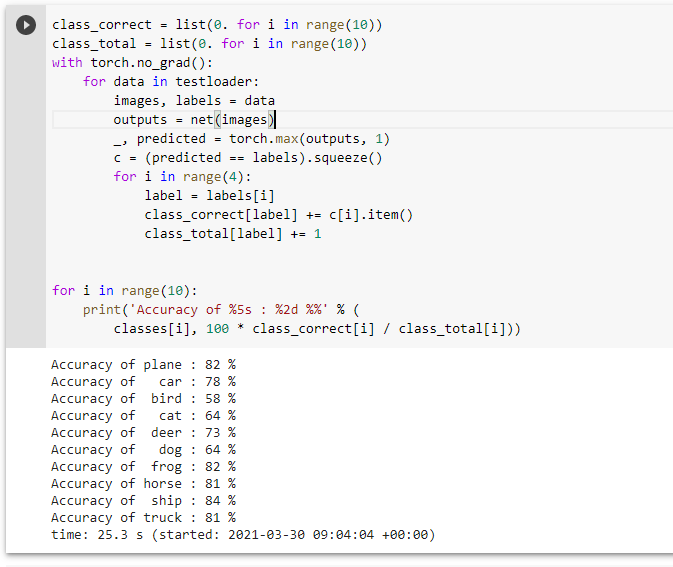 class_correct = list(0. for i in range(10))
class_total = list(0. for i in range(10))
with torch.no_grad():
    for data in testloader:
        images, labels = data
        outputs = net(images)
        _, predicted = torch.max(outputs, 1)
        c = (predicted == labels).squeeze()
        for i in range(4):
            label = labels[i]
            class_correct[label] += c[i].item()
            class_total[label] += 1
for i in range(10):
    print('Accuracy of %5s : %2d %%' % (
        classes[i], 100 * class_correct[i] / class_total[i]))
Accuracy of plane : 82 %
Accuracy of   car : 78 %
Accuracy of  bird : 58 %
Accuracy of   cat : 64 %
Accuracy of  deer : 73 %
Accuracy of   dog : 64 %
Accuracy of  frog : 82 %
Accuracy of horse : 81 %
Accuracy of  ship : 84 %
Accuracy of truck : 81 %
time: 25.3 s (started: 2021-03-30 09:04:04 +00:00)